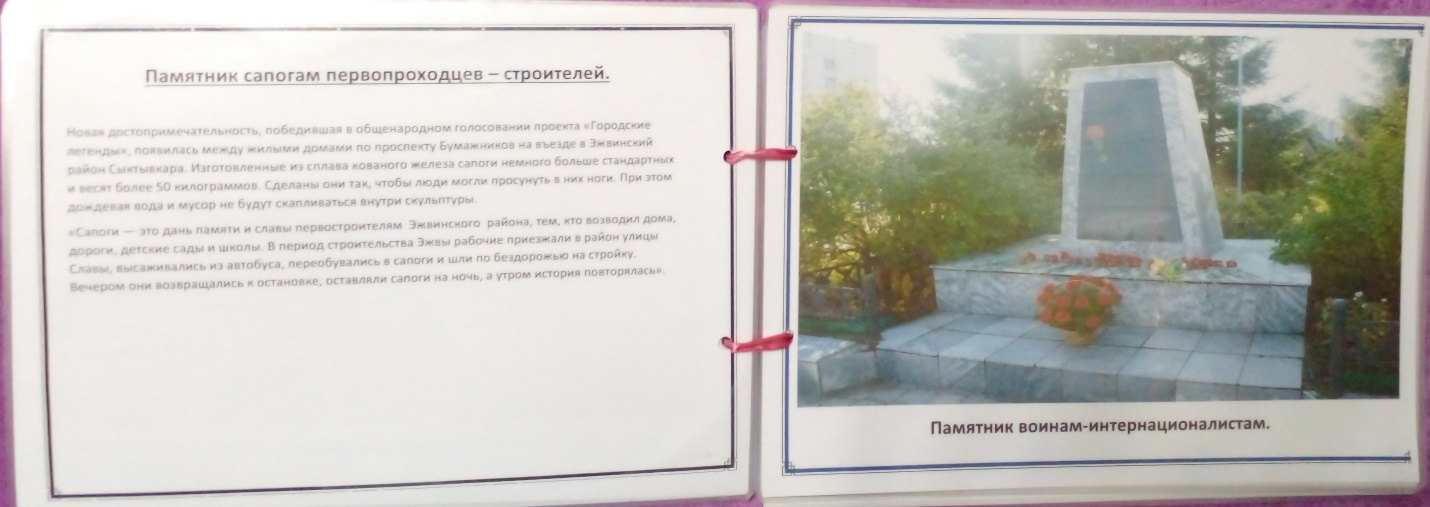 Памятник сапогам первопроходцев – строителей.
Новая достопримечательность, победившая в общенародном голосовании проекта «Городские
легенды», появилась между жилыми домами по проспекту Бумажников на въезде в Эжвинский
район Сыктывкара. Изготовленные из сплава кованого железа сапоги немного больше стандартных
и весят более 50 килограммов. Сделаны они так, чтобы люди могли просунуть в них ноги. При этом
дождевая вода и мусор не будут скапливаться внутри скульптуры.
«Сапоги — это дань памяти и славы первостроителям Эжвинского района, тем, кто возводил дома,
дороги, детские сады и школы. В период строительства Эжвы рабочие приезжали в район улицы
Славы, высаживались из автобуса, переобувались в сапоги и шли по бездорожью на стройку.
Вечером они возвращались к остановке, оставляли сапоги на ночь, а утром история повторялась».
Памятник воинам-интернационалистам.